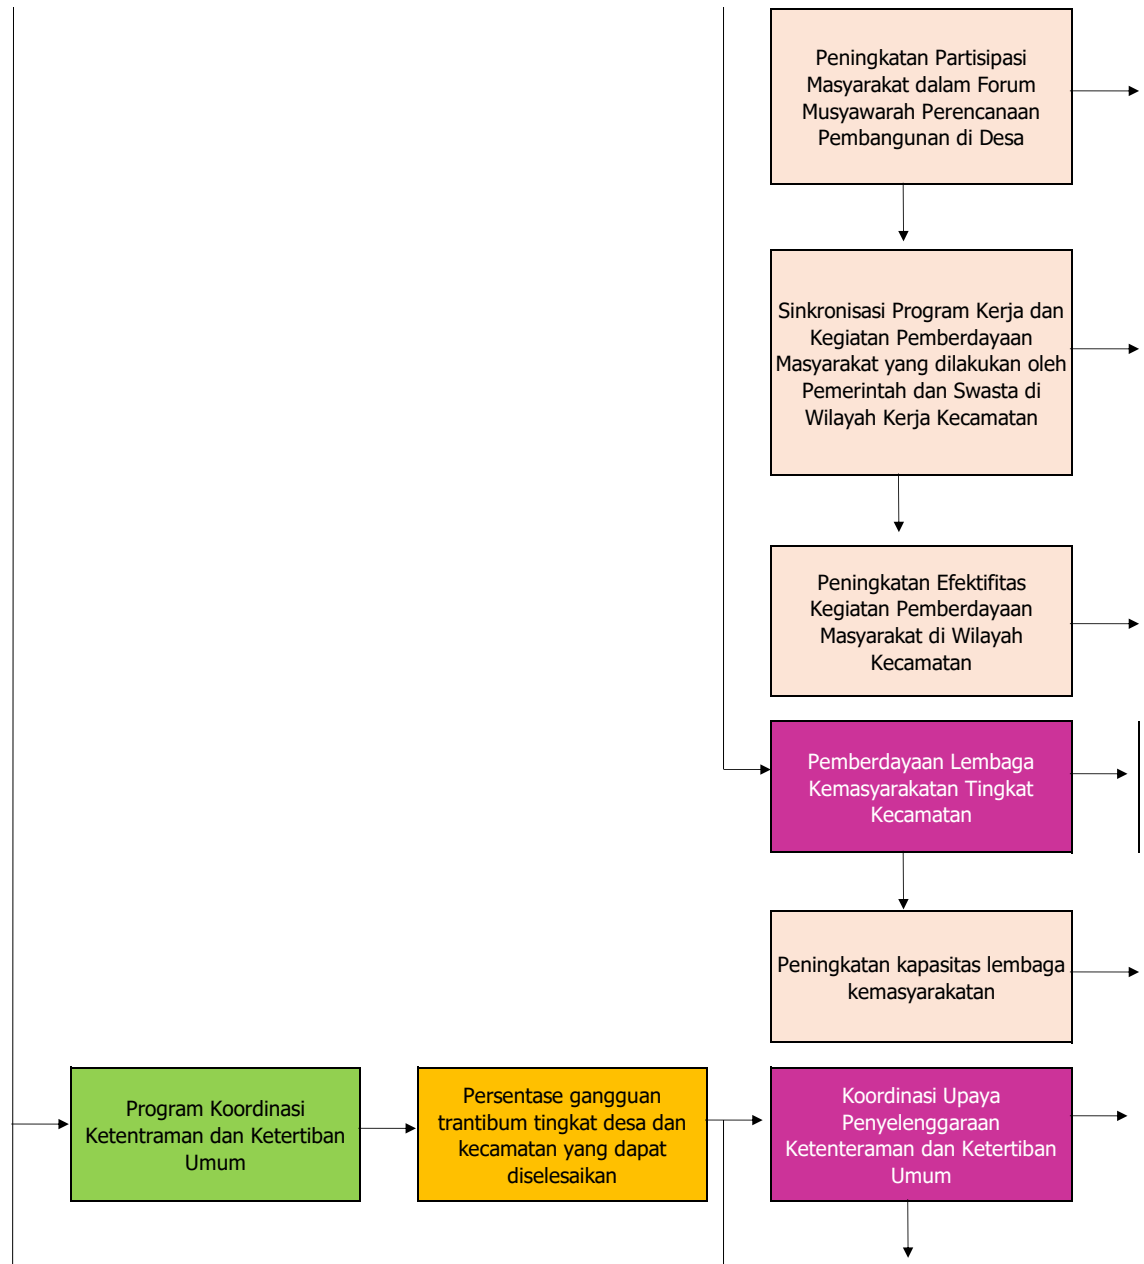 Peningkatan Partisipasi
Masyarakat dalam Forum
Musyawarah Perencanaan
Pembangunan di Desa
Sinkronisasi Program Kerja dan
Kegiatan Pemberdayaan
Masyarakat yang dilakukan oleh
Pemerintah dan Swasta di
Wilayah Kerja Kecamatan
Peningkatan Efektifitas
Kegiatan Pemberdayaan
Masyarakat di Wilayah
Kecamatan
Pemberdayaan Lembaga
Kemasyarakatan Tingkat
Kecamatan
Peningkatan kapasitas lembaga
kemasyarakatan
Program Koordinasi
Ketentraman dan Ketertiban
Umum
Persentase gangguan
trantibum tingkat desa dan
kecamatan yang dapat
diselesaikan
Koordinasi Upaya
Penyelenggaraan
Ketenteraman dan Ketertiban
Umum